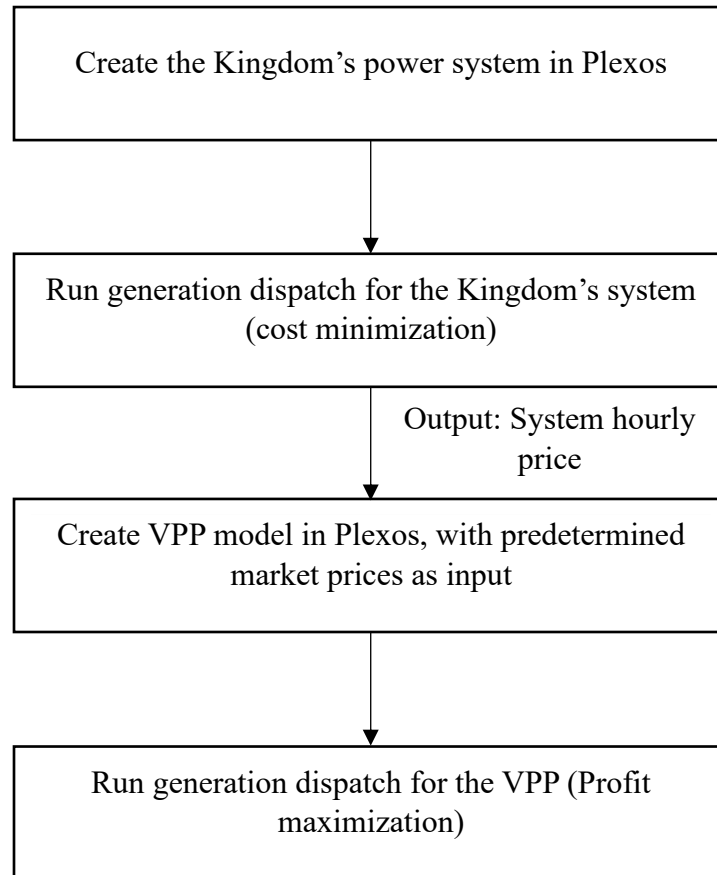 Create the Kingdom’s power system in Plexos
Run generation dispatch for the Kingdom’s system
(cost minimization)
Output: System hourly
price
Create VPP model in Plexos, with predetermined
market prices as input
Run generation dispatch for the VPP (Profit
maximization)